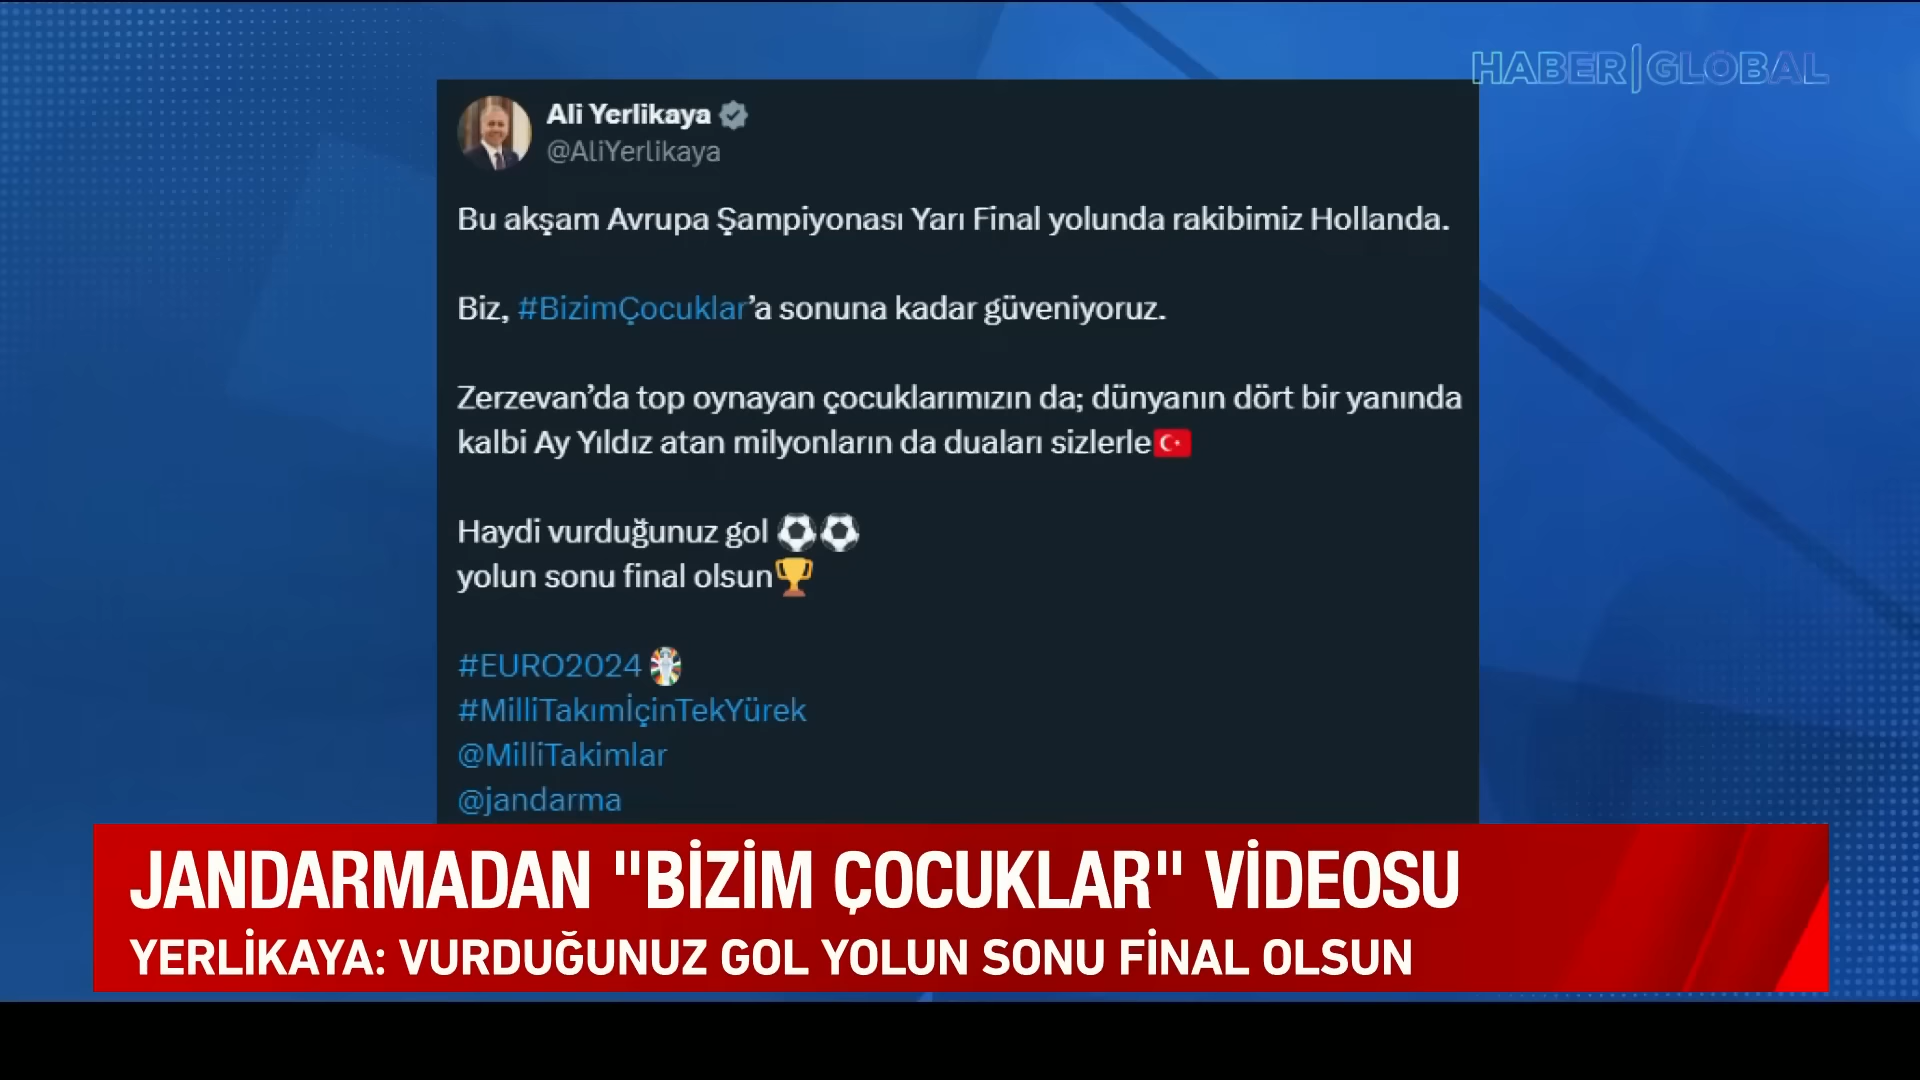 HABER|GLOBAL
Ali Yerlikaya
@AliYerlikaya
Bu akşam Avrupa Şampiyonası Yarı Final yolunda rakibimiz Hollanda.
Biz, #BizimÇocuklar’a sonuna kadar güveniyoruz.
Zerzevan’da top oynayan çocuklarımızın da; dünyanın dört bir yanında
kalbi Ay Yıldız atan milyonların da duaları sizlerle🇹🇷
Haydi vurduğunuz gol ⚽⚽
yolun sonu final olsun🏆
#EURO2024
#MilliTakımİçinTekYürek
@MilliTakimlar
@jandarma
JANDARMADAN "BİZİM ÇOCUKLAR" VİDEOSU
YERLİKAYA: VURDUĞUNUZ GOL YOLUN SONU FİNAL OLSUN